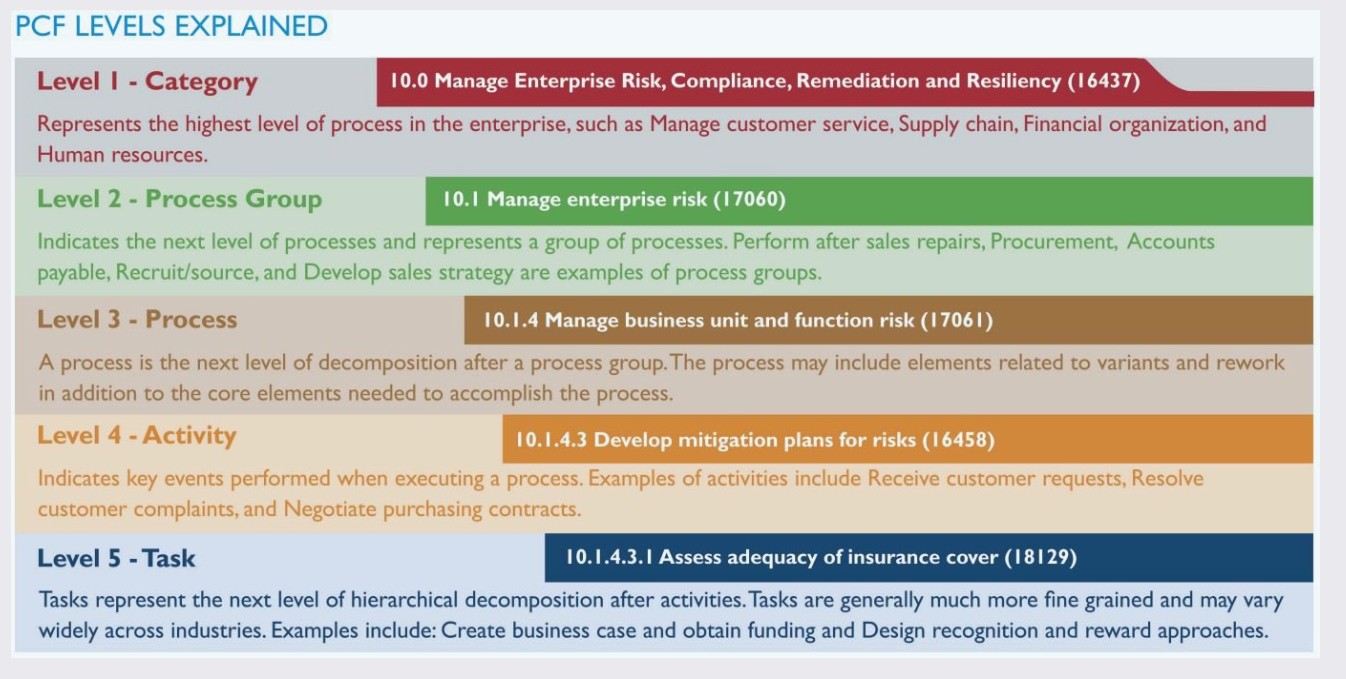 PCF LEVELS EXPLAINED
Level 1 - Category
10.0 Manage Enterprise Risk, Compliance, Remediation and Resiliency (16437)
Represents the highest level of process in the enterprise, such as Manage customer service, Supply chain, Financial organization, and
Human resources.
Level 2 - Process Group
10.1 Manage enterprise risk (17060)
Indicates the next level of processes and represents a group of processes. Perform after sales repairs, Procurement, Accounts
payable, Recruit/source, and Develop sales strategy are examples of process groups.
Level 3 - Process
10.1.4 Manage business unit and function risk (17061)
A process is the next level of decomposition after a process group. The process may include elements related to variants and rework
in addition to the core elements needed to accomplish the process.
Level 4 - Activity
10.1.4.3 Develop mitigation plans for risks (16458)
Indicates key events performed when executing a process. Examples of activities include Receive customer requests, Resolve
customer complaints, and Negotiate purchasing contracts.
Level 5 - Task
10.1.4.3.1 Assess adequacy of insurance cover (18129)
Tasks represent the next level of hierarchical decomposition after activities. Tasks are generally much more fine grained and may vary
widely across industries. Examples include: Create business case and obtain funding and Design recognition and reward approaches.